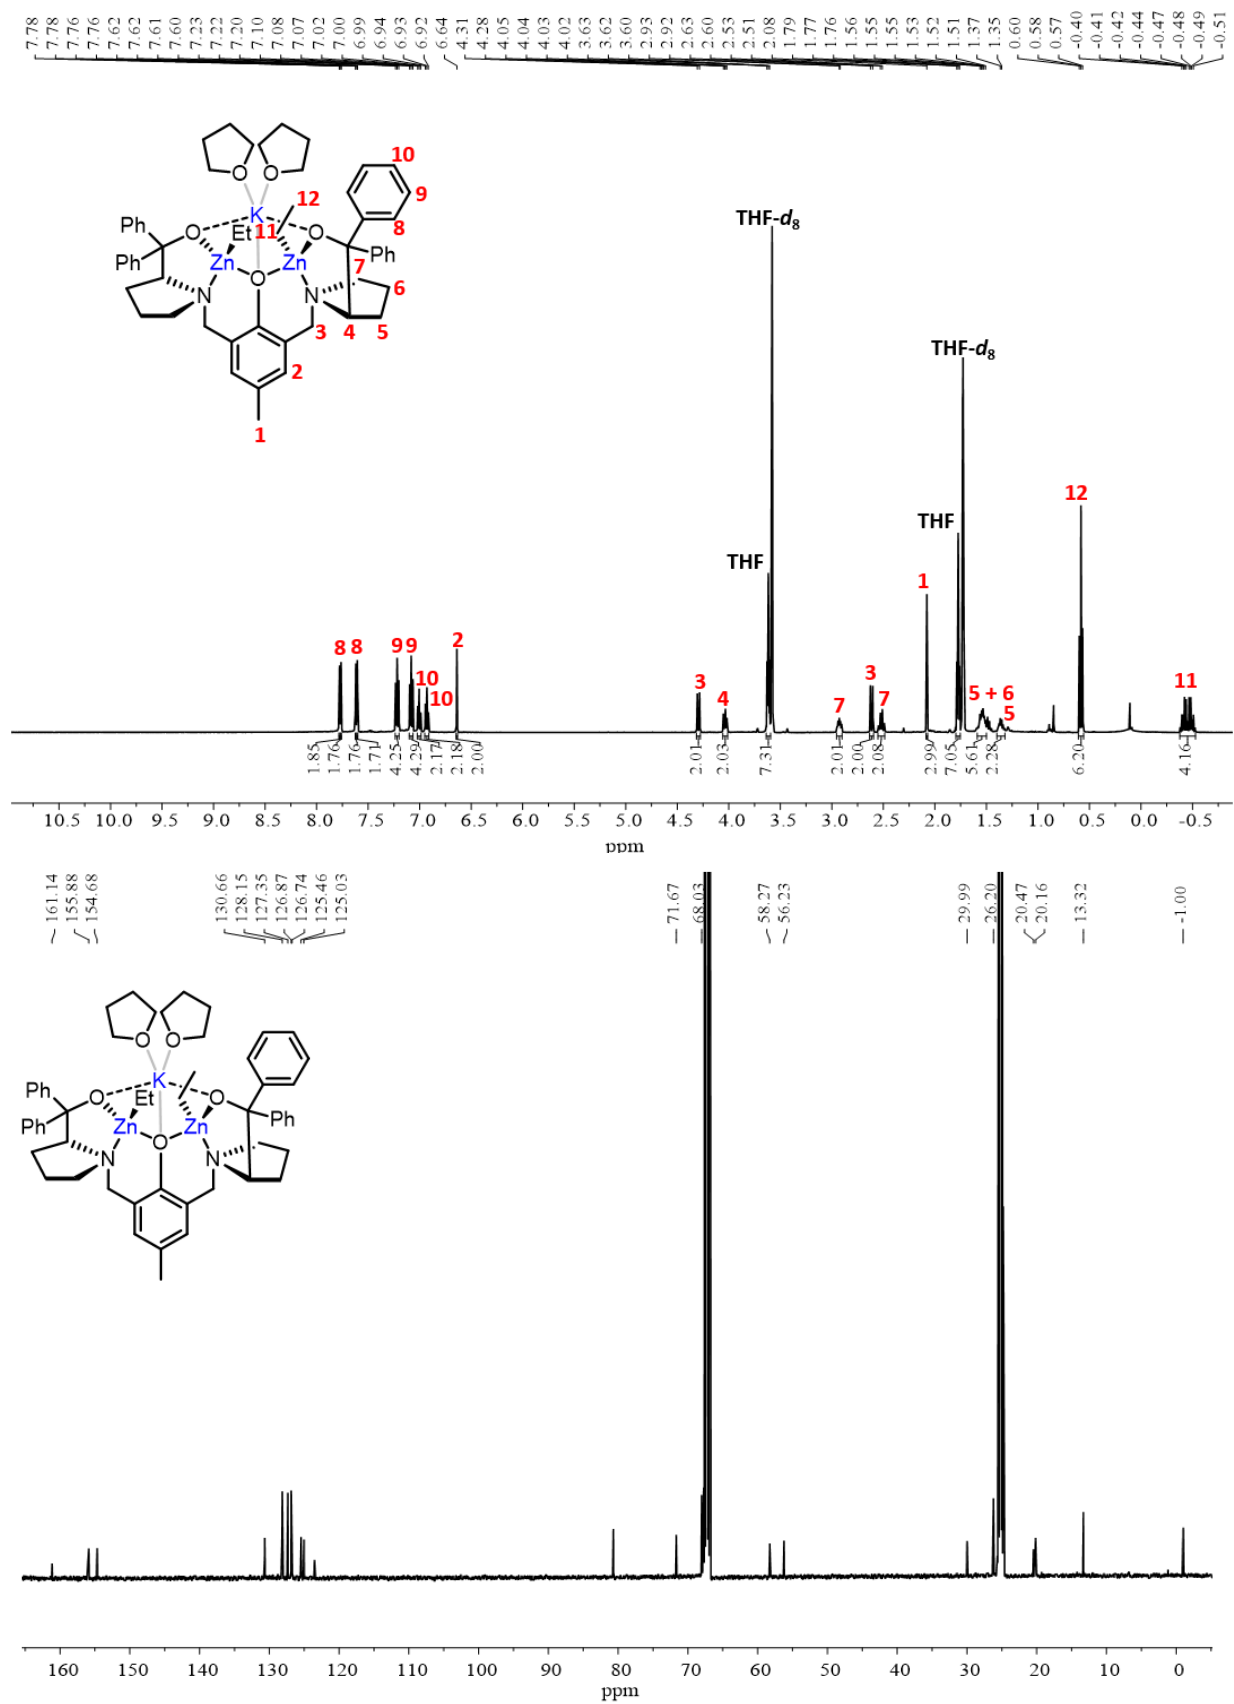 7.78 7.78 7.76 7.76 7.62 7.62 7.61 7.60 7.23 7.22 7.20 7.10 7.08 7.07 7.02 7.00 6.99 6.94 6.93 6.92 6.64 4.31 4.28 4.05 4.04 4.03 4.02 3.63 3.62 3.60 2.93 2.92 2.63 2.60 2.53 2.51 2.08 1.79 1.77 1.76 1.56 1.55 1.55 1.53 1.52 1.51 1.37 1.35 0.60 0.58 0.57 -0.40 -0.41 -0.42 -0.44 -0.47 -0.48 -0.49 -0.51
10
9
8
12
K
O O
Ph O Et 11 O Ph
Ph Zn Zn 7
O
N N 6
3 4 5
2
1
THF-d8
THF-d8
THF
THF
12
1
8 8 9 9 10 10 2 3 4 7 3 7 5 + 6 5 11
1.85 1.76 1.76 1.71 4.25 4.29 2.17 2.18 2.00 2.01 2.03 7.31 2.01 2.00 2.08 2.99 7.05 5.61 2.28 6.20 4.16
10.5 10.0 9.5 9.0 8.5 8.0 7.5 7.0 6.5 6.0 5.5 5.0 4.5 4.0 3.5 3.0 2.5 2.0 1.5 1.0 0.5 0.0 -0.5
ppm
161.14 155.88 154.68 130.66 128.15 127.35 126.87 126.74 125.46 125.03 71.67 68.03 58.27 56.23 29.99 26.20 20.47 20.16 13.32 -1.00
O O
K
Ph O Et O
Ph Zn Zn Ph
O
N N
160 150 140 130 120 110 100 90 80 70 60 50 40 30 20 10 0
ppm